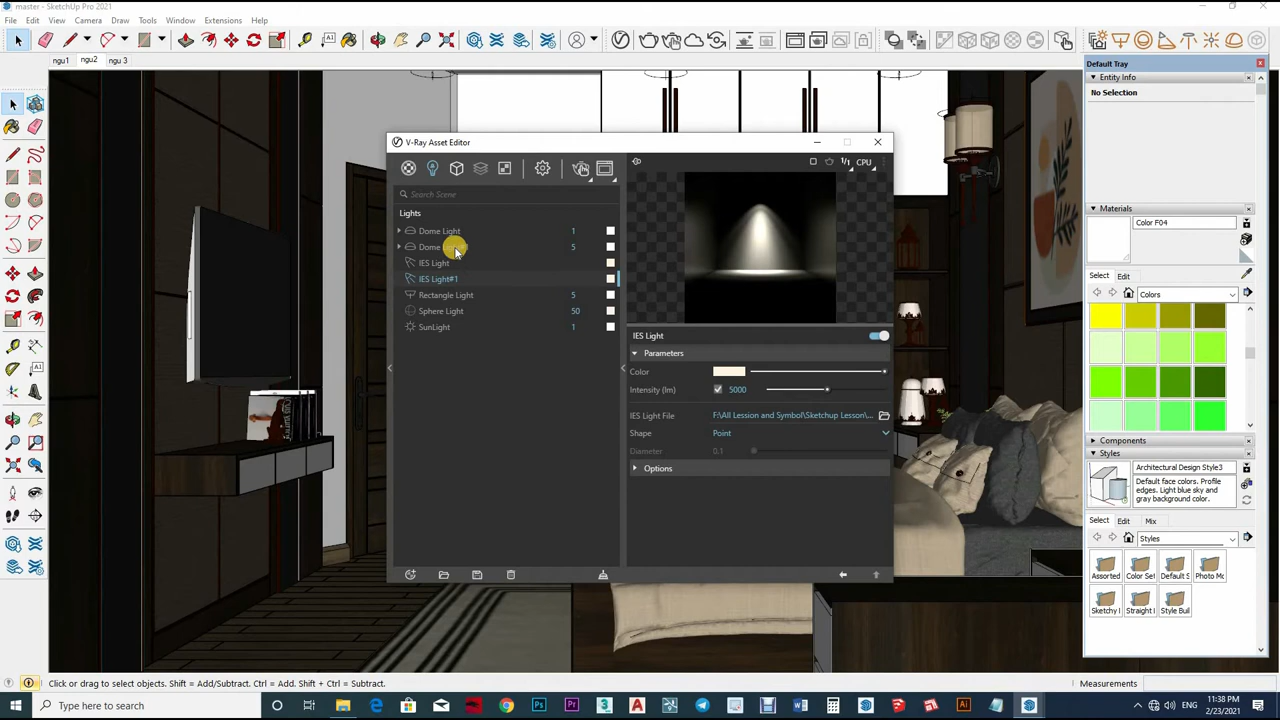 master - SketchUp Pro 2021
File Edit View Camera Draw Tools Window Extensions Help
ngu1 ngu2 ngu 3
Default Tray
Entity Info
No Selection
V-Ray Asset Editor
Search Scene
1/1 CPU
Lights
Dome Light 1
Dome 5
IES Light
IES Light#1
Rectangle Light 5
Sphere Light 50
SunLight 1
IES Light
Parameters
Color
Intensity (lm) 5000
IES Light File F:\All Lession and Symbol\Sketchup Lesson\...
Shape Point
Diameter 0.1
Options
Materials
Color F04
Select Edit
Colors
Components
Styles
Architectural Design Style3
Default face colors. Profile
edges. Light blue sky and
gray background color.
Select Edit Mix
Styles
Assorted Color Set Default S Photo Mo
Sketchy I Straight I Style Buil
Click or drag to select objects. Shift = Add/Subtract. Ctrl = Add. Shift + Ctrl = Subtract.
Measurements
Type here to search
ENG
11:38 PM
2/23/2021